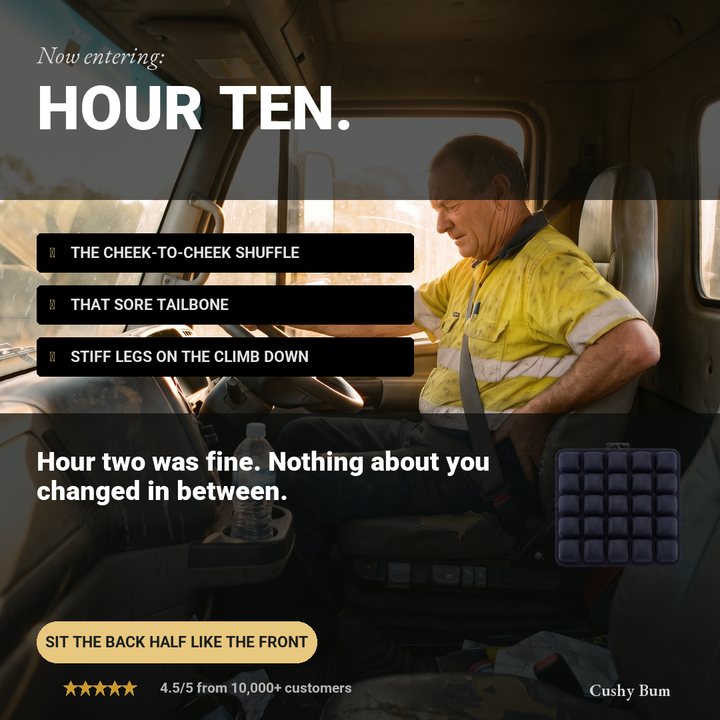 Now entering:
HOUR TEN.
THE CHEEK-TO-CHEEK SHUFFLE
THAT SORE TAILBONE
STIFF LEGS ON THE CLIMB DOWN
Hour two was fine. Nothing about you
changed in between.
SIT THE BACK HALF LIKE THE FRONT
★★★★★ 4.5/5 from 10,000+ customers
Cushy Bum